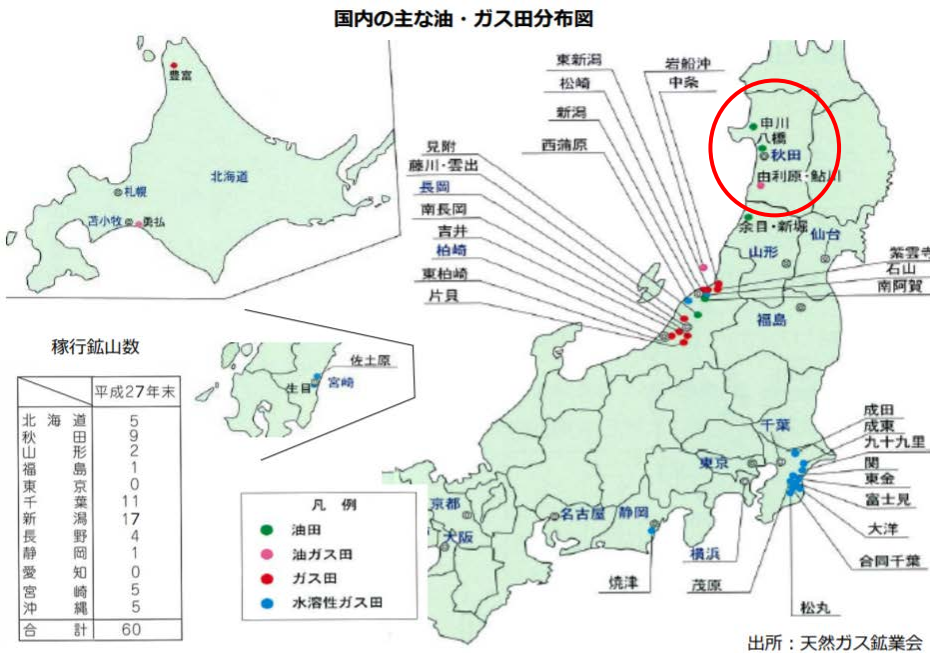 国内の主な油・ガス田分布図
豊富
北海道
札幌
苫小牧
勇払
東新潟
松崎
新潟
西蒲原
岩船沖
中条
見附
藤川・雲出
長岡
南長岡
吉井
柏崎
東柏崎
片貝
申川
八橋
秋田
由利原・鮎川
余目・新堀
山形
仙台
紫雲寺
石山
南阿賀
福島
稼行鉱山数
平成27年末
北海道 5
秋田 9
山形 2
福島 1
東京 0
千葉 11
新潟 17
長野 4
静岡 1
愛知 0
宮崎 5
沖縄 5
合計 60
佐土原
生目
宮崎
凡例
油田
油ガス田
ガス田
水溶性ガス田
京都
大阪
名古屋
静岡
焼津
東京
横浜
千葉
茂原
成田
成東
九十九里
関
東金
富士見
大洋
合同千葉
松丸
出所：天然ガス鉱業会